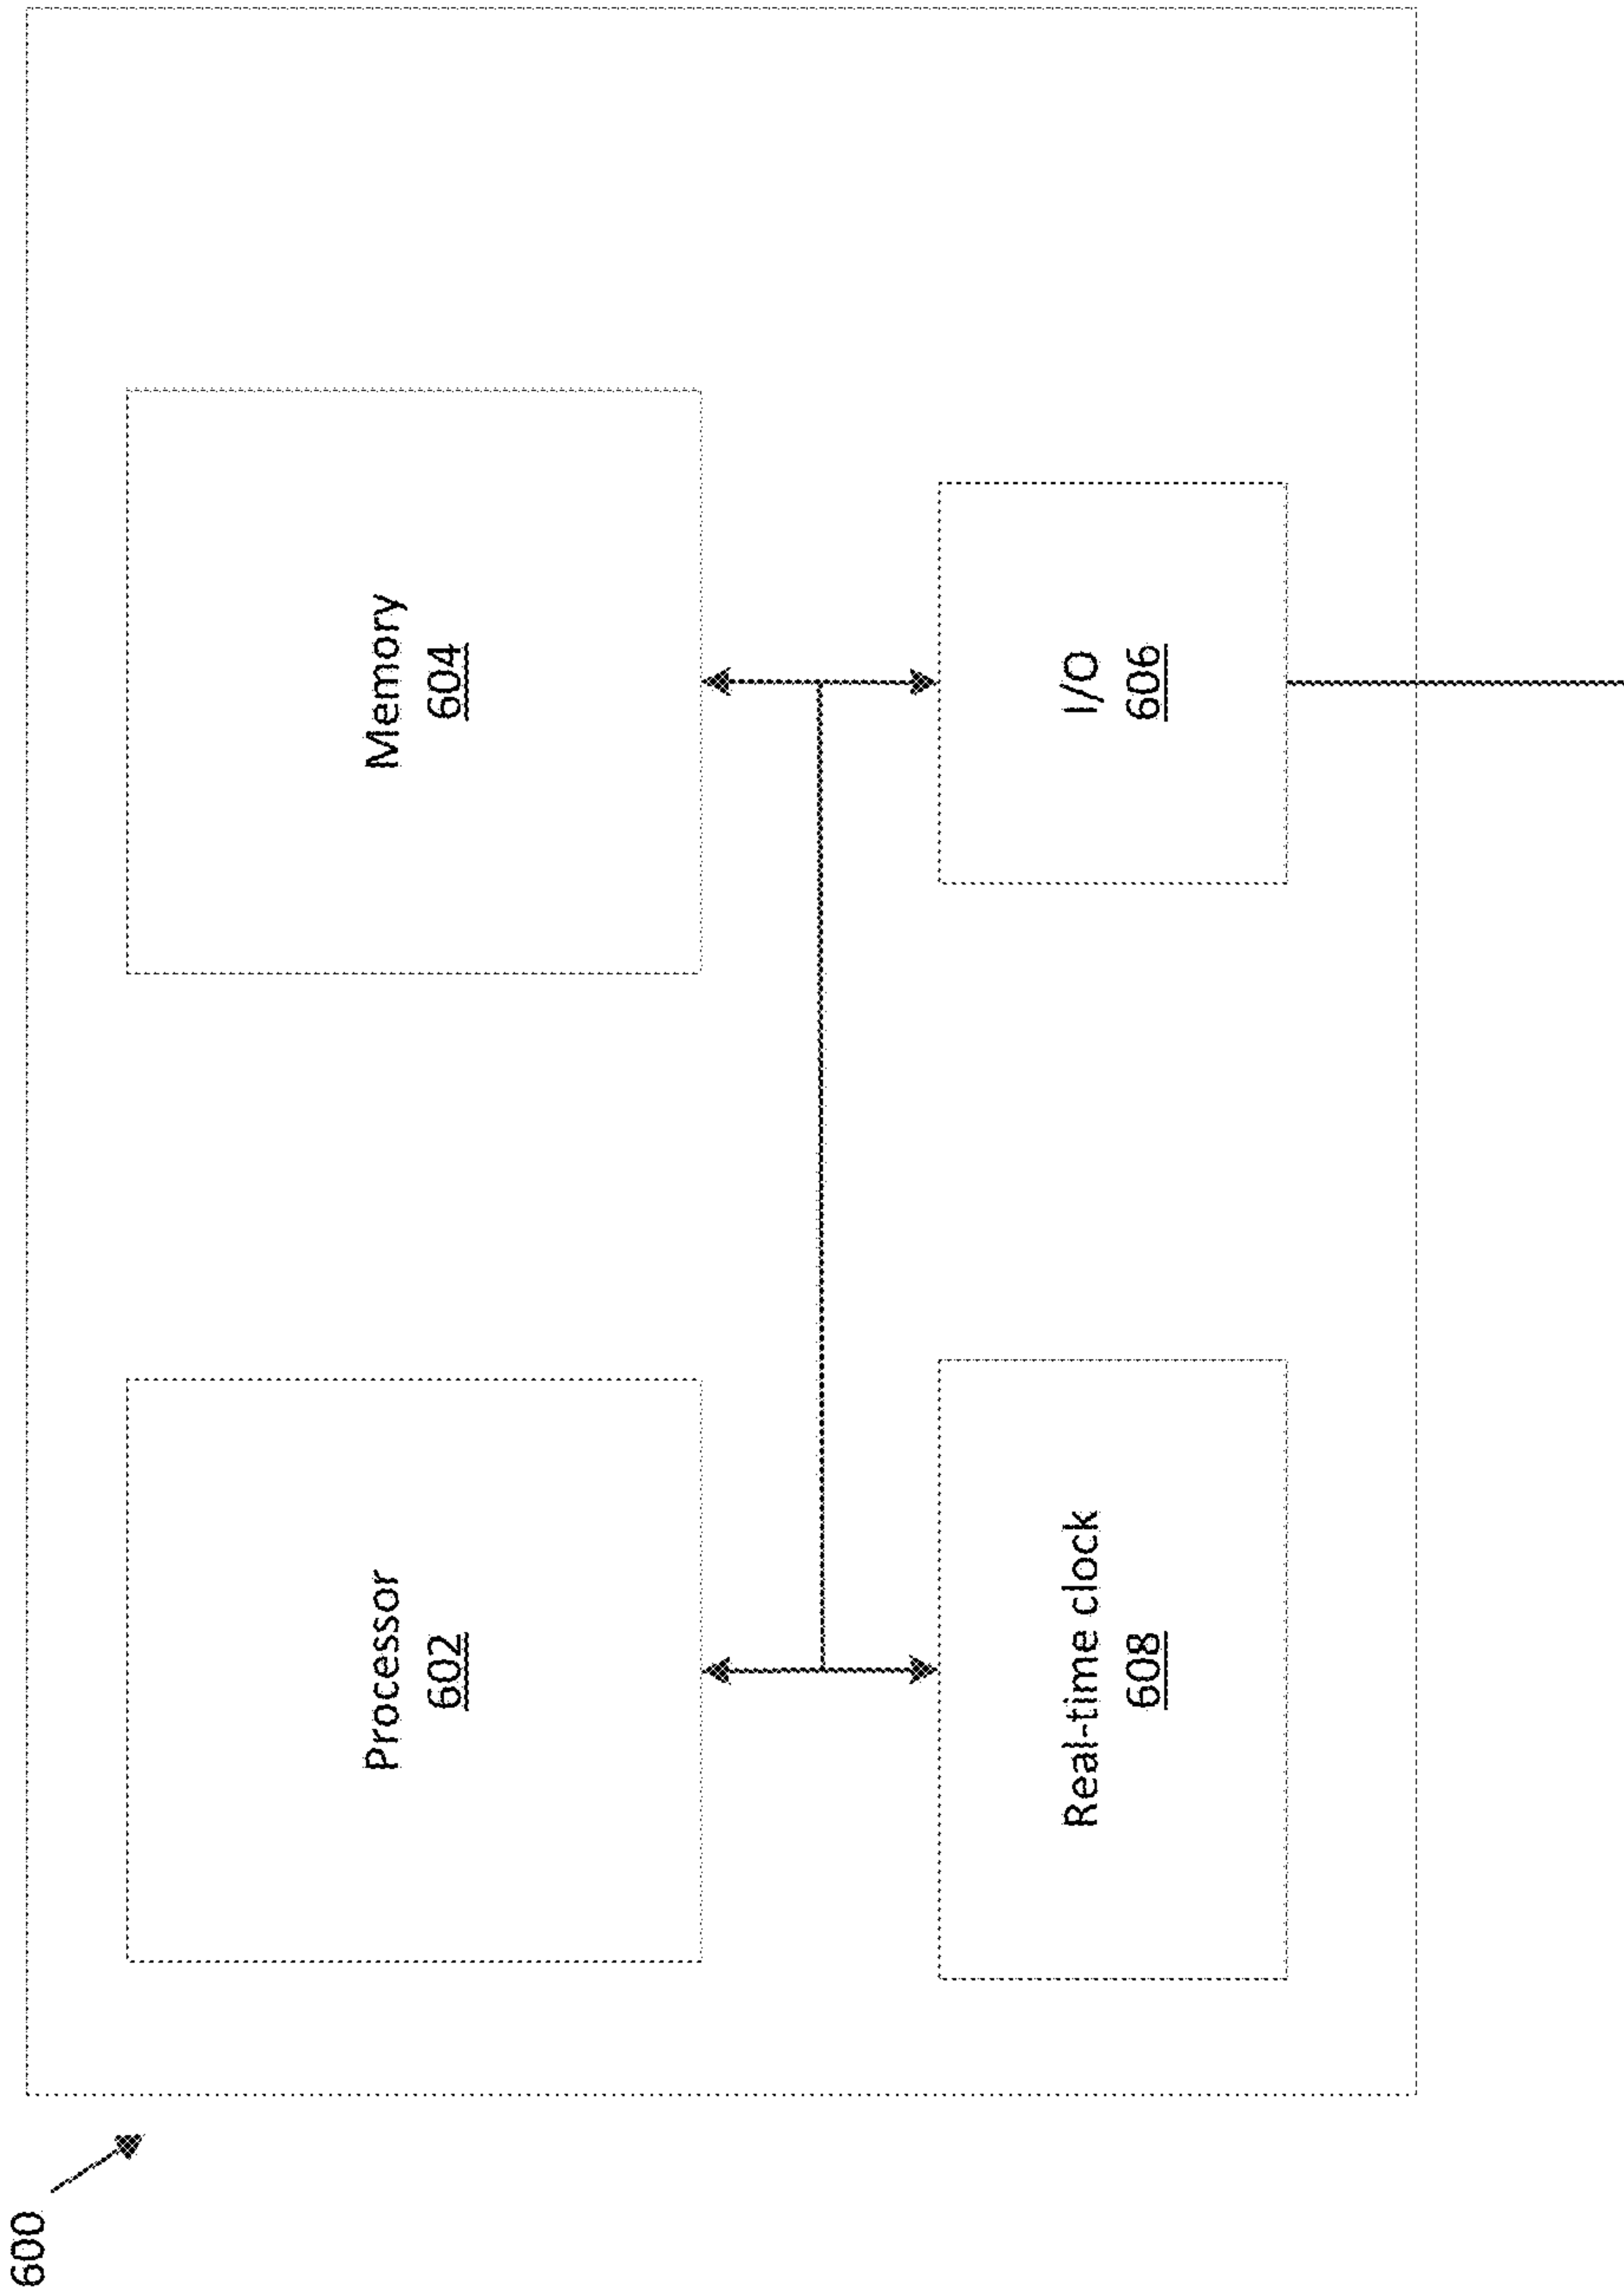 600
Processor
602
Memory
604
Real-time clock
608
I/O
606